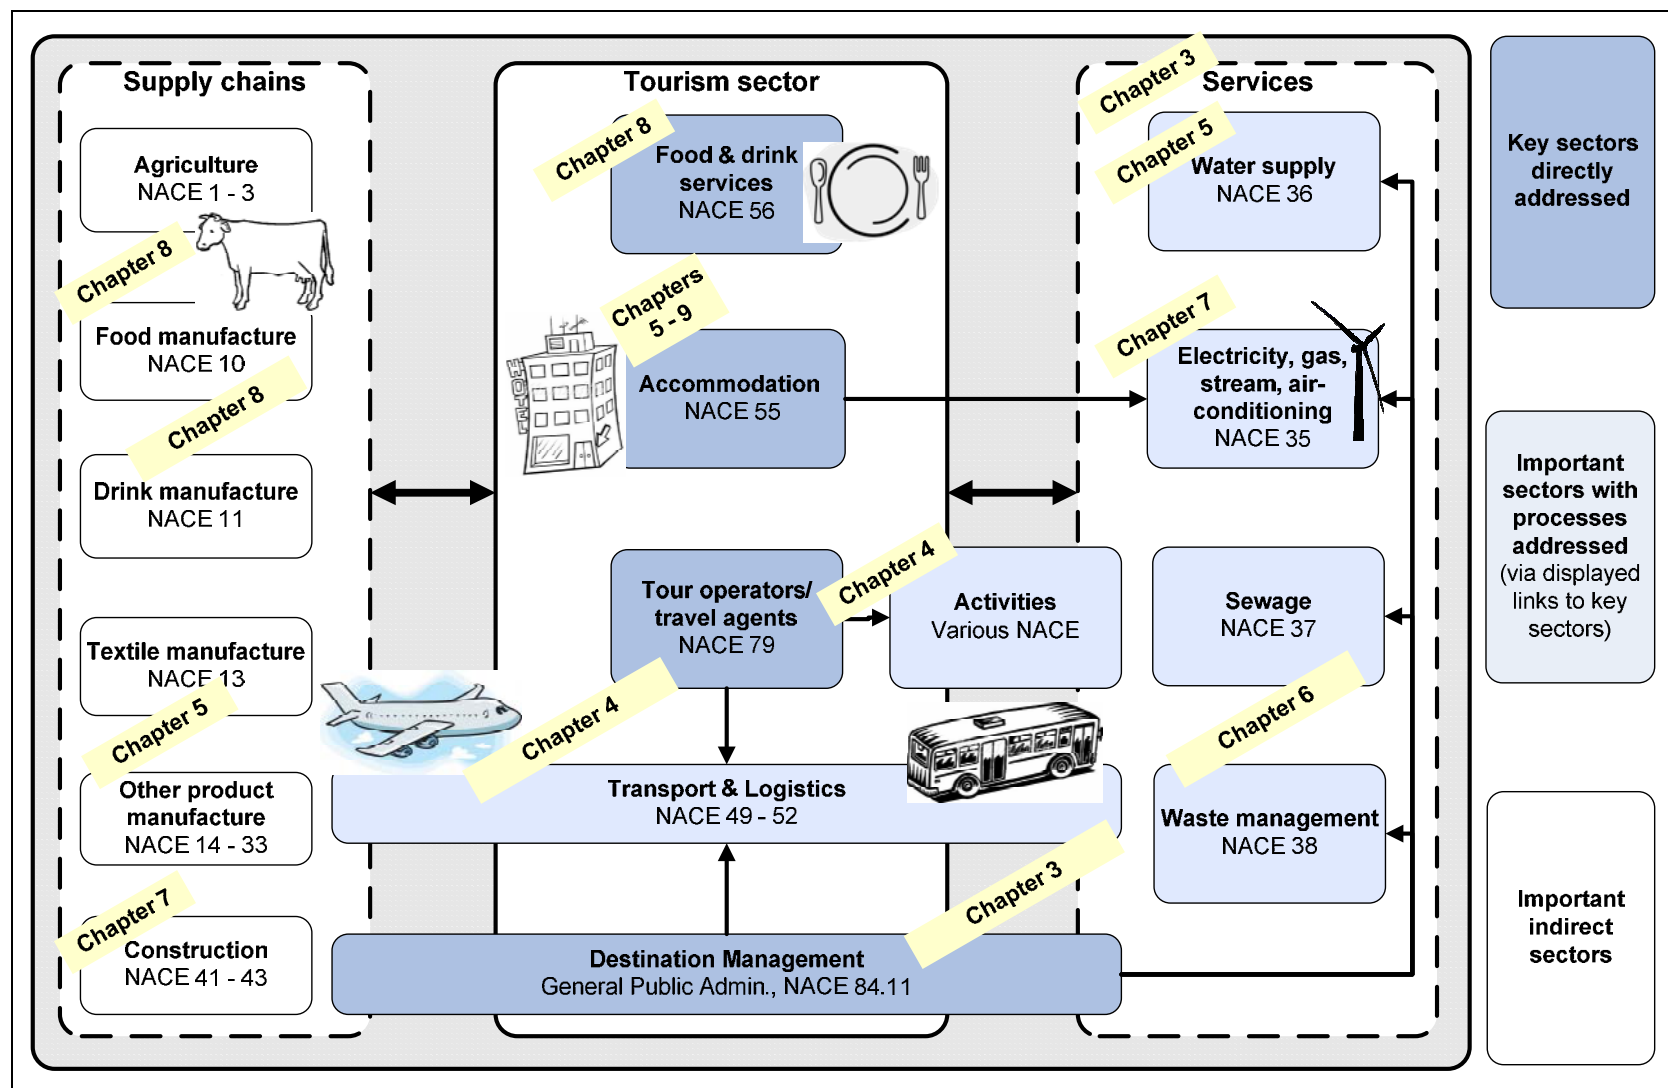 Supply chains
Agriculture
NACE 1 - 3
Chapter 8
Food manufacture
NACE 10
Chapter 8
Drink manufacture
NACE 11
Textile manufacture
NACE 13
Chapter 5
Other product
manufacture
NACE 14 - 33
Chapter 7
Construction
NACE 41 - 43
Tourism sector
Chapter 8
Food & drink
services
NACE 56
Chapters
5 - 9
HOTEL
Accommodation
NACE 55
Tour operators/
travel agents
NACE 79
Chapter 4
Activities
Various NACE
Chapter 4
Transport & Logistics
NACE 49 - 52
Chapter 3
Destination Management
General Public Admin., NACE 84.11
Chapter 3
Services
Chapter 5
Water supply
NACE 36
Chapter 7
Electricity, gas,
stream, air-
conditioning
NACE 35
Sewage
NACE 37
Chapter 6
Waste management
NACE 38
Key sectors
directly
addressed
Important
sectors with
processes
addressed
(via displayed
links to key
sectors)
Important
indirect
sectors